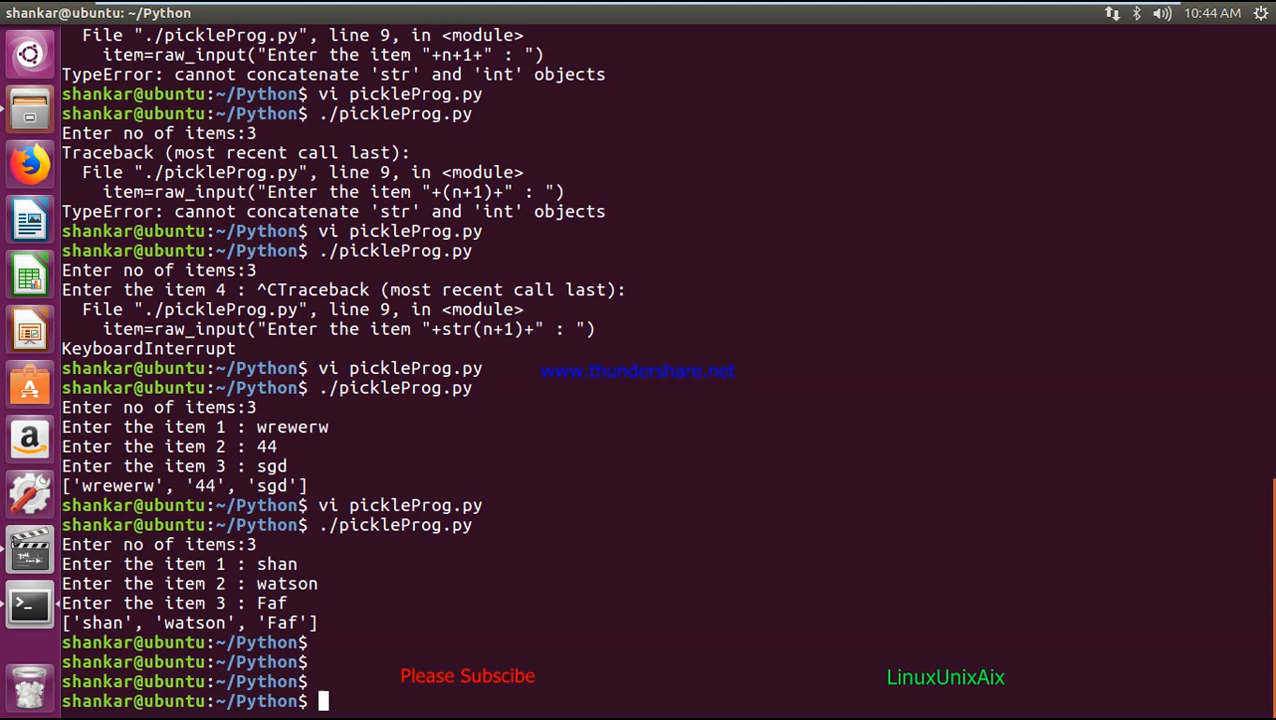 shankar@ubuntu: ~/Python
10:44 AM
File "./pickleProg.py", line 9, in <module>
item=raw_input("Enter the item "+n+1+" : ")
TypeError: cannot concatenate 'str' and 'int' objects
shankar@ubuntu:~/Python$ vi pickleProg.py
shankar@ubuntu:~/Python$ ./pickleProg.py
Enter no of items:3
Traceback (most recent call last):
File "./pickleProg.py", line 9, in <module>
item=raw_input("Enter the item "+(n+1)+" : ")
TypeError: cannot concatenate 'str' and 'int' objects
shankar@ubuntu:~/Python$ vi pickleProg.py
shankar@ubuntu:~/Python$ ./pickleProg.py
Enter no of items:3
Enter the item 4 : ^CTraceback (most recent call last):
File "./pickleProg.py", line 9, in <module>
item=raw_input("Enter the item "+str(n+1)+" : ")
KeyboardInterrupt
shankar@ubuntu:~/Python$ vi pickleProg.py
www.thundershare.net
shankar@ubuntu:~/Python$ ./pickleProg.py
Enter no of items:3
Enter the item 1 : wrewerw
Enter the item 2 : 44
Enter the item 3 : sgd
['wrewerw', '44', 'sgd']
shankar@ubuntu:~/Python$ vi pickleProg.py
shankar@ubuntu:~/Python$ ./pickleProg.py
Enter no of items:3
Enter the item 1 : shan
Enter the item 2 : watson
Enter the item 3 : Faf
['shan', 'watson', 'Faf']
shankar@ubuntu:~/Python$
shankar@ubuntu:~/Python$
shankar@ubuntu:~/Python$
Please Subscibe
LinuxUnixAix
shankar@ubuntu:~/Python$